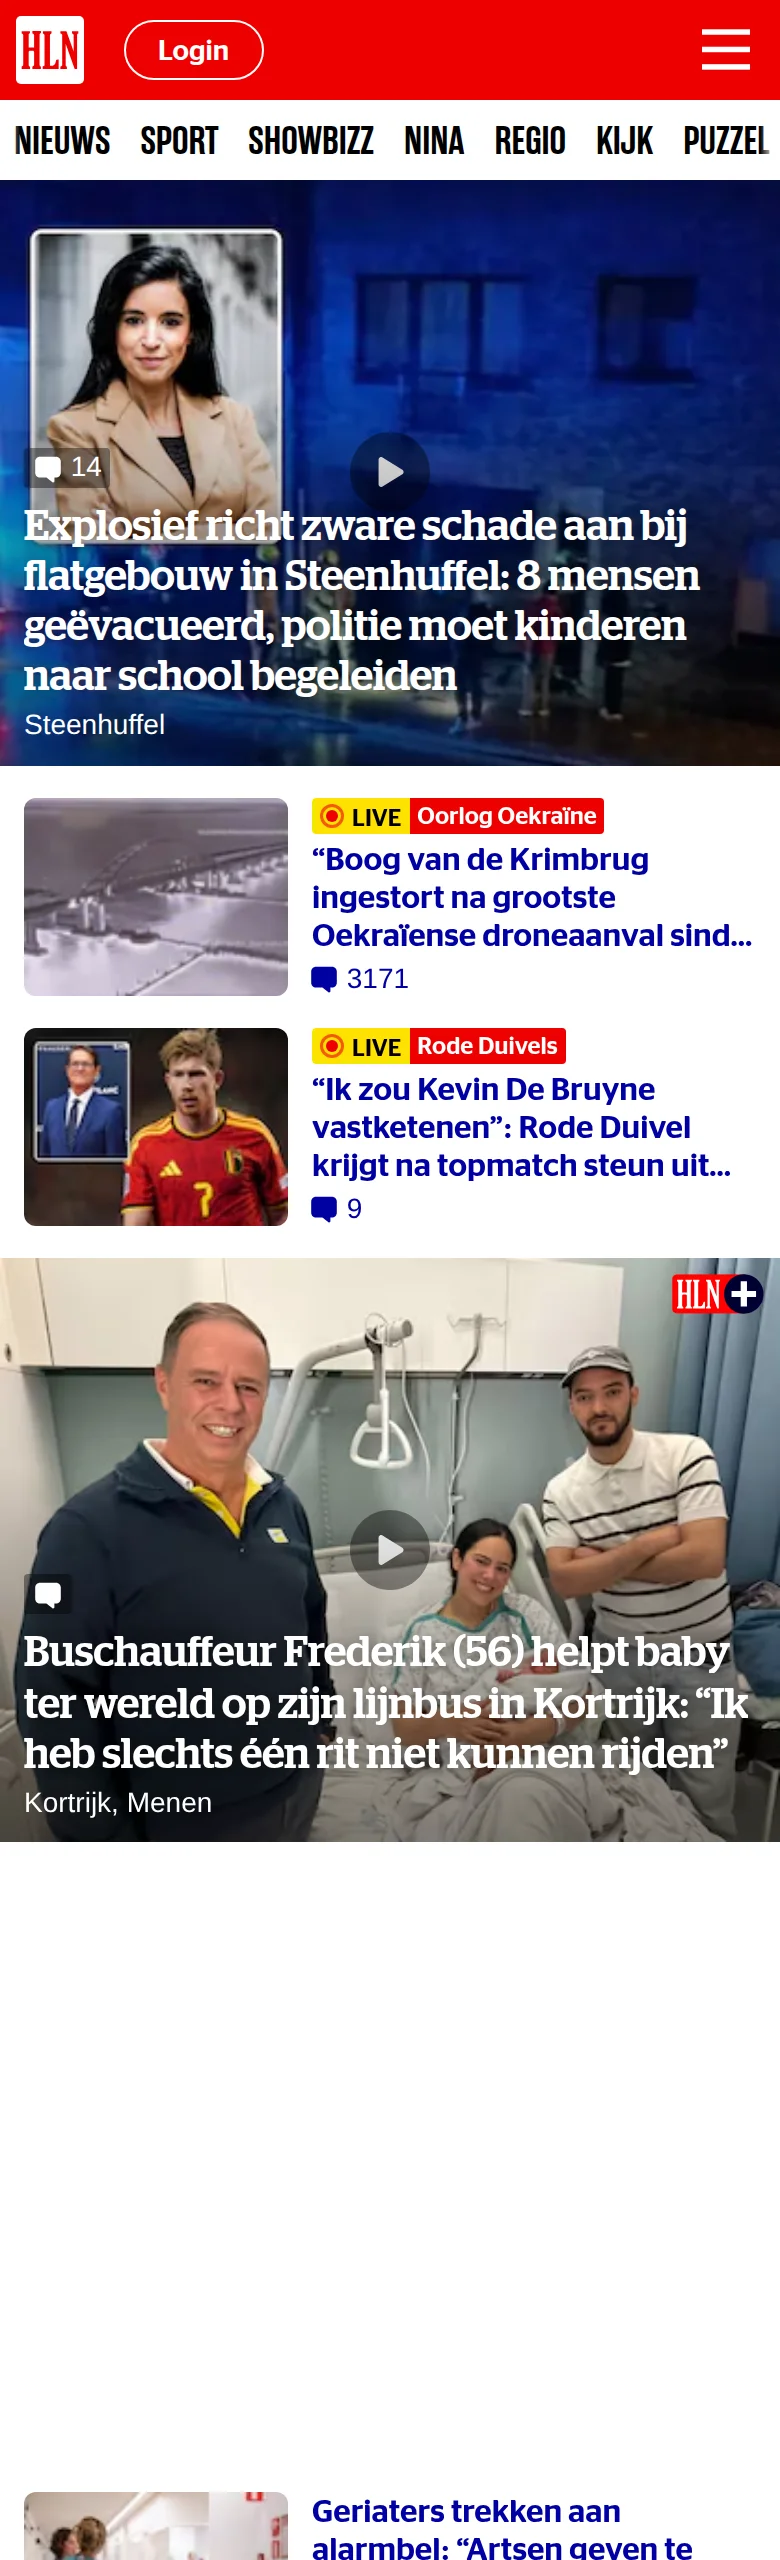 HLN
Login
NIEUWS SPORT SHOWBIZZ NINA REGIO KIJK PUZZEL
14
Explosief richt zware schade aan bij
flatgebouw in Steenhuffel: 8 mensen
geëvacueerd, politie moet kinderen
naar school begeleiden
Steenhuffel
LIVE Oorlog Oekraïne
“Boog van de Krimbrug
ingestort na grootste
Oekraïense droneaanval sind...
3171
LIVE Rode Duivels
“Ik zou Kevin De Bruyne
vastketenen”: Rode Duivel
krijgt na topmatch steun uit...
9
7
HLN+
Buschauffeur Frederik (56) helpt baby
ter wereld op zijn lijnbus in Kortrijk: “Ik
heb slechts één rit niet kunnen rijden”
Kortrijk, Menen
Geriaters trekken aan
alarmbel: “Artsen geven te